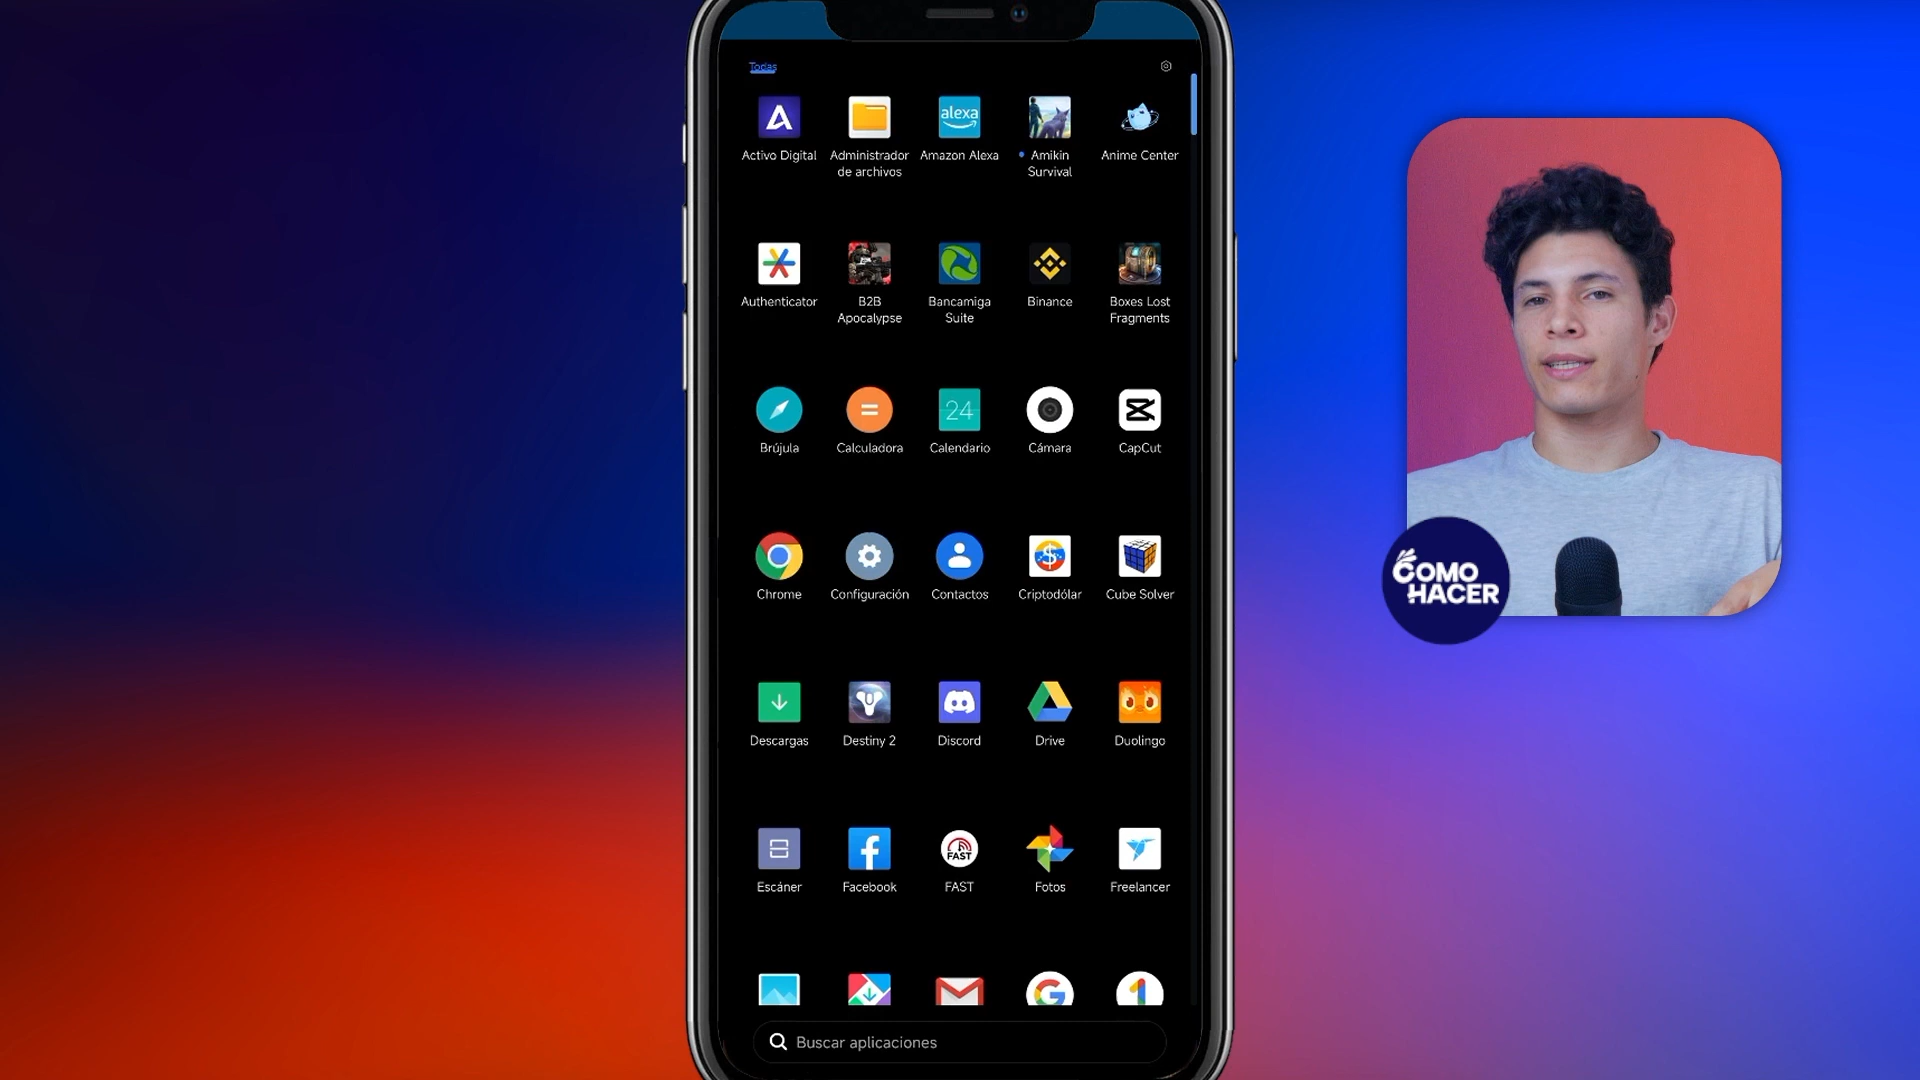 Todas
alexa
Activo Digital
Administrador
de archivos
Amazon Alexa
Amikin
Survival
Anime Center
Authenticator
B2B
Apocalypse
Bancamiga
Suite
Binance
Boxes Lost
Fragments
24
Brújula
Calculadora
Calendario
Cámara
CapCut
Chrome
Configuración
Contactos
Criptodólar
Cube Solver
Descargas
Destiny 2
Discord
Drive
Duolingo
FAST
Escáner
Facebook
FAST
Fotos
Freelancer
Buscar aplicaciones
COMO
HACER